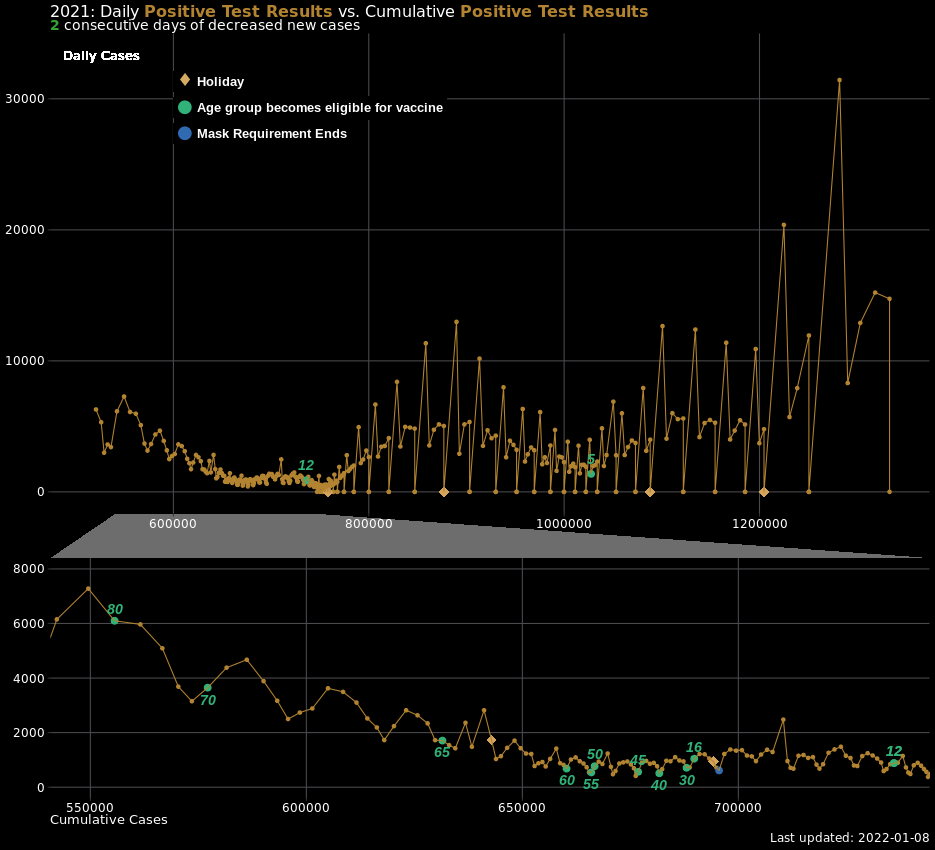 2021: Daily Positive Test Results vs. Cumulative Positive Test Results
2 consecutive days of decreased new cases
Daily Cases
Holiday
Age group becomes eligible for vaccine
Mask Requirement Ends
30000
20000
10000
0
12
5
600000 800000 1000000 1200000
8000
6000
4000
2000
0
80
70
65
60
55
50
45
40
30
16
12
550000 600000 650000 700000
Cumulative Cases
Last updated: 2022-01-08